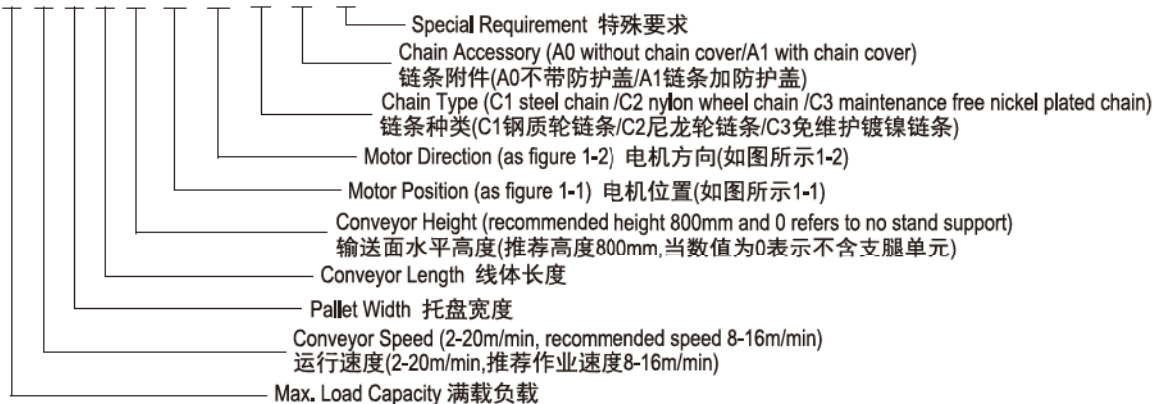 Special Requirement 特殊要求
Chain Accessory (A0 without chain cover/A1 with chain cover)
链条附件(A0不带防护盖/A1链条加防护盖)
Chain Type (C1 steel chain /C2 nylon wheel chain /C3 maintenance free nickel plated chain)
链条种类(C1钢质轮链条/C2尼龙轮链条/C3免维护镀镍链条)
Motor Direction (as figure 1-2) 电机方向(如图所示1-2)
Motor Position (as figure 1-1) 电机位置(如图所示1-1)
Conveyor Height (recommended height 800mm and 0 refers to no stand support)
输送面水平高度(推荐高度800mm,当数值为0表示不含支腿单元)
Conveyor Length 线体长度
Pallet Width 托盘宽度
Conveyor Speed (2-20m/min, recommended speed 8-16m/min)
运行速度(2-20m/min,推荐作业速度8-16m/min)
Max. Load Capacity 满载负载